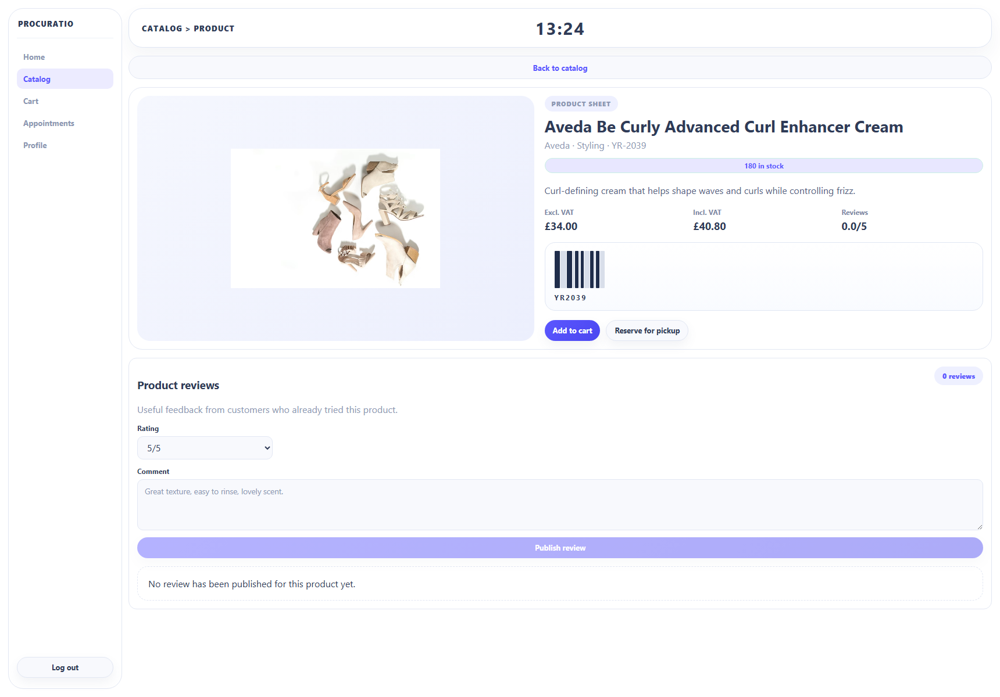 PROCURATIO
Home
Catalog
Cart
Appointments
Profile
Log out
CATALOG > PRODUCT
13:24
Back to catalog
PRODUCT SHEET
Aveda Be Curly Advanced Curl Enhancer Cream
Aveda · Styling · YR-2039
180 in stock
Curl-defining cream that helps shape waves and curls while controlling frizz.
Excl. VAT
£34.00
Incl. VAT
£40.80
Reviews
0.0/5
YR2039
Add to cart
Reserve for pickup
Product reviews
0 reviews
Useful feedback from customers who already tried this product.
Rating
5/5
Comment
Great texture, easy to rinse, lovely scent.
Publish review
No review has been published for this product yet.